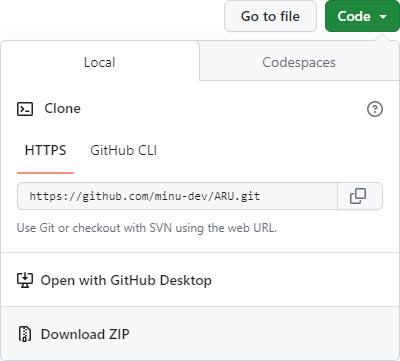 Go to file
Code
Local
Codespaces
Clone
HTTPS
GitHub CLI
https://github.com/minu-dev/ARU.git
Use Git or checkout with SVN using the web URL.
Open with GitHub Desktop
Download ZIP